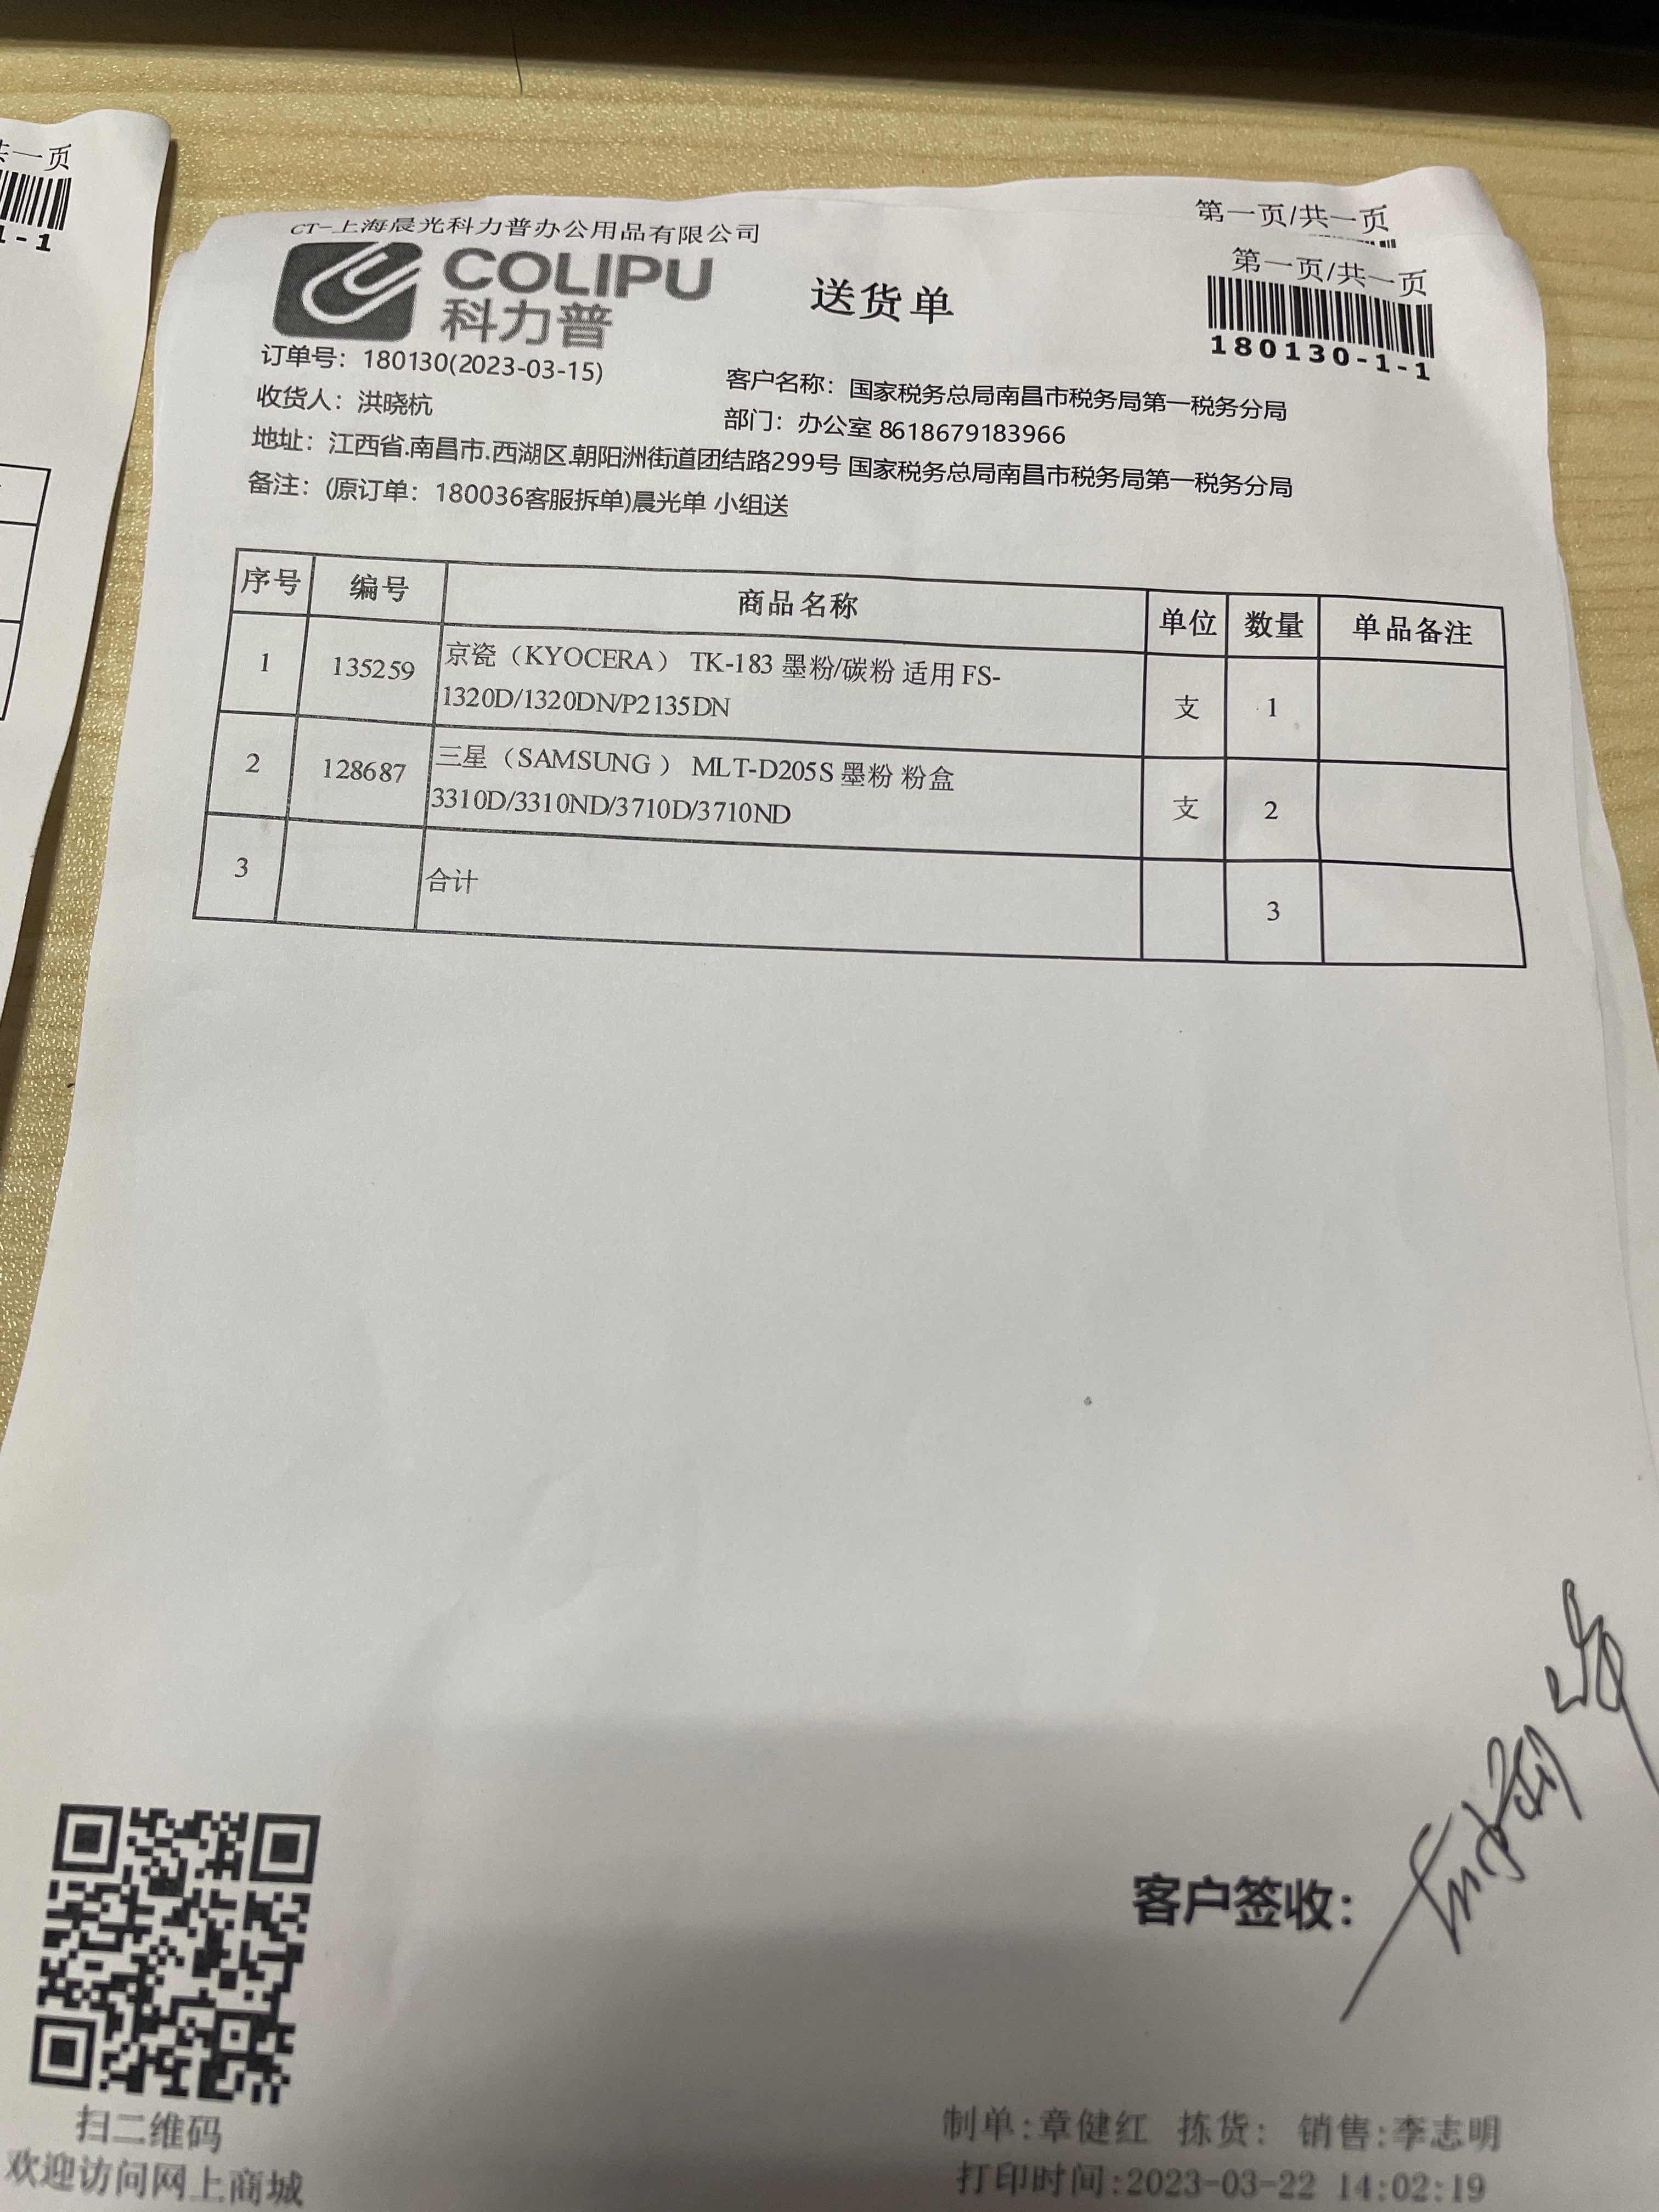 共一页
1-1
第一页/共一页
CT-上海晨光科力普办公用品有限公司
COLIPU
科力普
送货单
第一页/共一页
180130-1-1
订单号：180130(2023-03-15)
客户名称：国家税务总局南昌市税务局第一税务分局
收货人：洪晓杭
部门：办公室 8618679183966
地址：江西省.南昌市.西湖区.朝阳洲街道团结路299号 国家税务总局南昌市税务局第一税务分局
备注：(原订单：180036客服拆单)晨光单 小组送
序号 编号 商品名称 单位 数量 单品备注
1 135259 京瓷（KYOCERA） TK-183 墨粉/碳粉 适用 FS-
1320D/1320DN/P2135DN 支 1
2 128687 三星（SAMSUNG ） MLT-D205S 墨粉 粉盒
3310D/3310ND/3710D/3710ND 支 2
3 合计 3
客户签收：
扫二维码
欢迎访问网上商城
制单:章健红 拣货: 销售:李志明
打印时间:2023-03-22 14:02:19